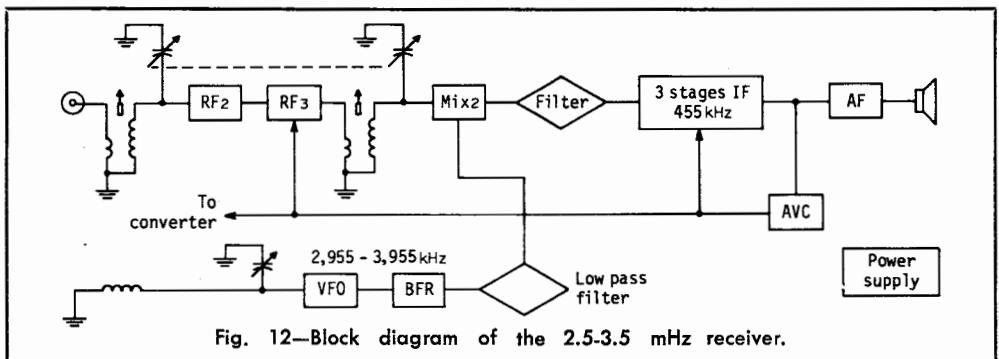 RF2
RF3
Mix2
Filter
3 stages IF
455 kHz
AF
To
converter
AVC
2,955 - 3,955 kHz
VFO
BFR
Low pass
filter
Power
supply
Fig. 12—Block diagram of the 2.5-3.5 mHz receiver.